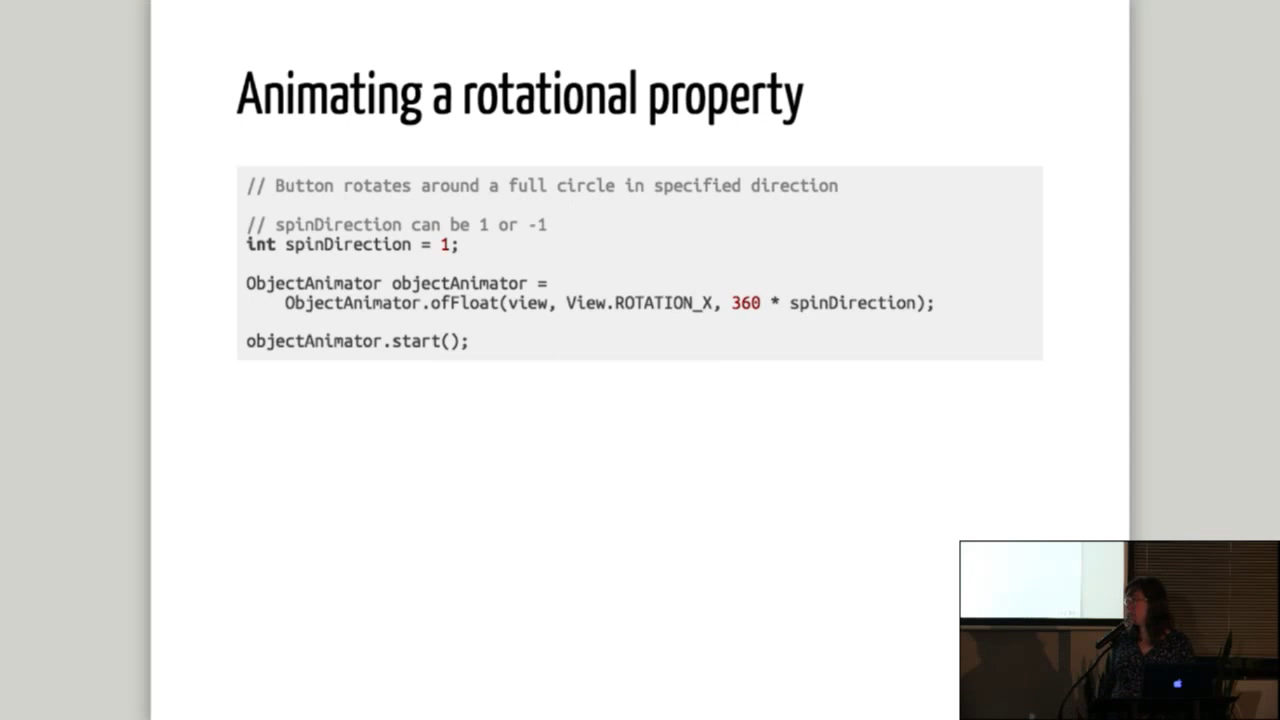 Animating a rotational property
// Button rotates around a full circle in specified direction
// spinDirection can be 1 or -1
int spinDirection = 1;
ObjectAnimator objectAnimator =
ObjectAnimator.ofFloat(view, View.ROTATION_X, 360 * spinDirection);
objectAnimator.start();